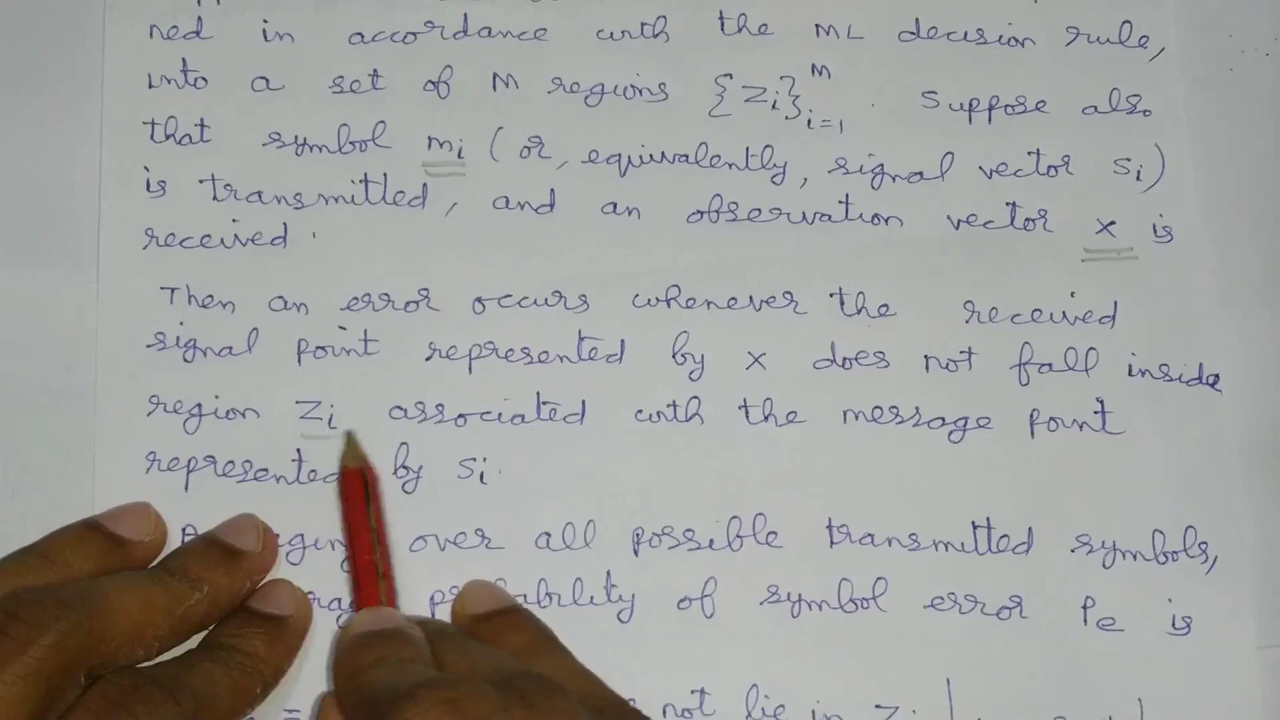 ned in accordance with the ML decision rule,
into a set of M regions {Zi}ᴹi=1. Suppose also
that symbol mi (or, equivalently, signal vector si)
is transmitted, and an observation vector x is
received.
Then an error occurs whenever the received
signal point represented by x does not fall inside
region Zi associated with the message point
represented by si.
over all possible transmitted symbols,
of symbol error Pe is
= not lie in Zi |